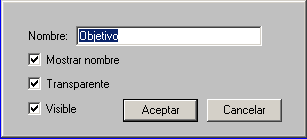 Nombre: Objetivo
Mostrar nombre
Transparente
Visible
Aceptar
Cancelar